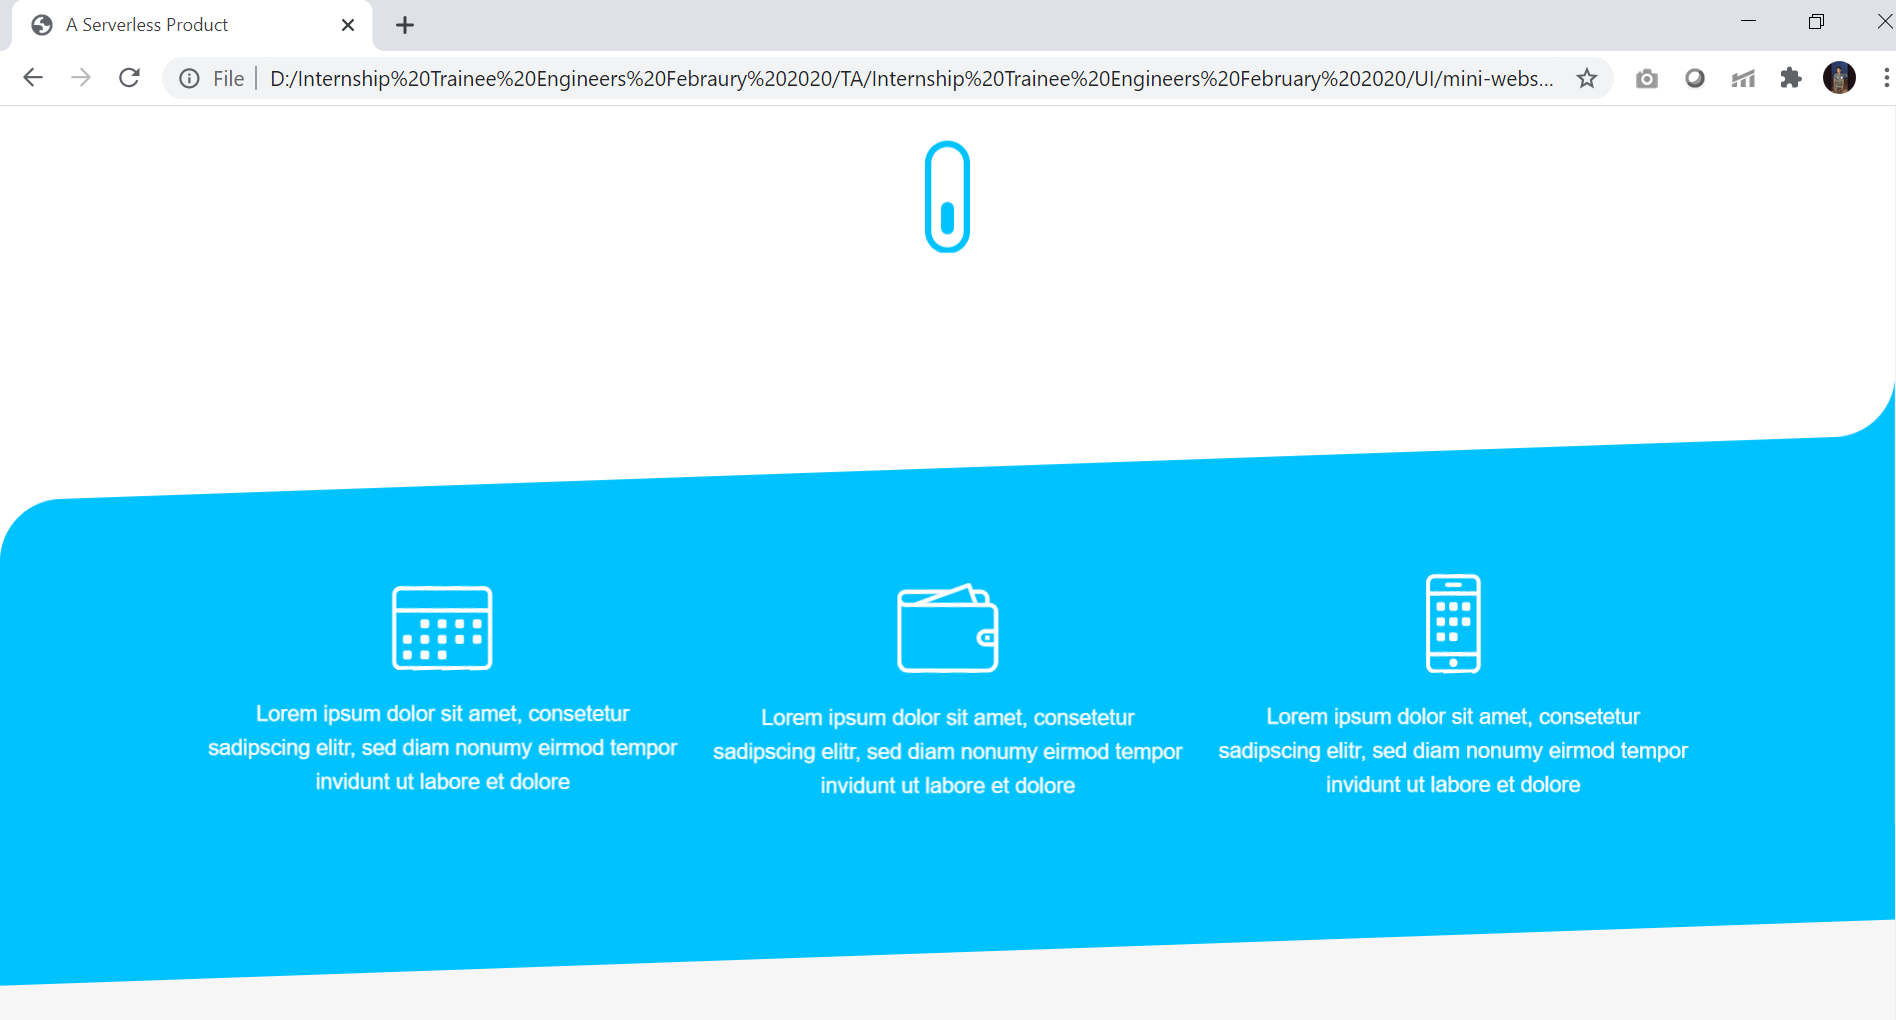 A Serverless Product
File D:/Internship%20Trainee%20Engineers%20Febraury%202020/TA/Internship%20Trainee%20Engineers%20February%202020/UI/mini-webs...
Lorem ipsum dolor sit amet, consetetur
sadipscing elitr, sed diam nonumy eirmod tempor
invidunt ut labore et dolore
Lorem ipsum dolor sit amet, consetetur
sadipscing elitr, sed diam nonumy eirmod tempor
invidunt ut labore et dolore
Lorem ipsum dolor sit amet, consetetur
sadipscing elitr, sed diam nonumy eirmod tempor
invidunt ut labore et dolore